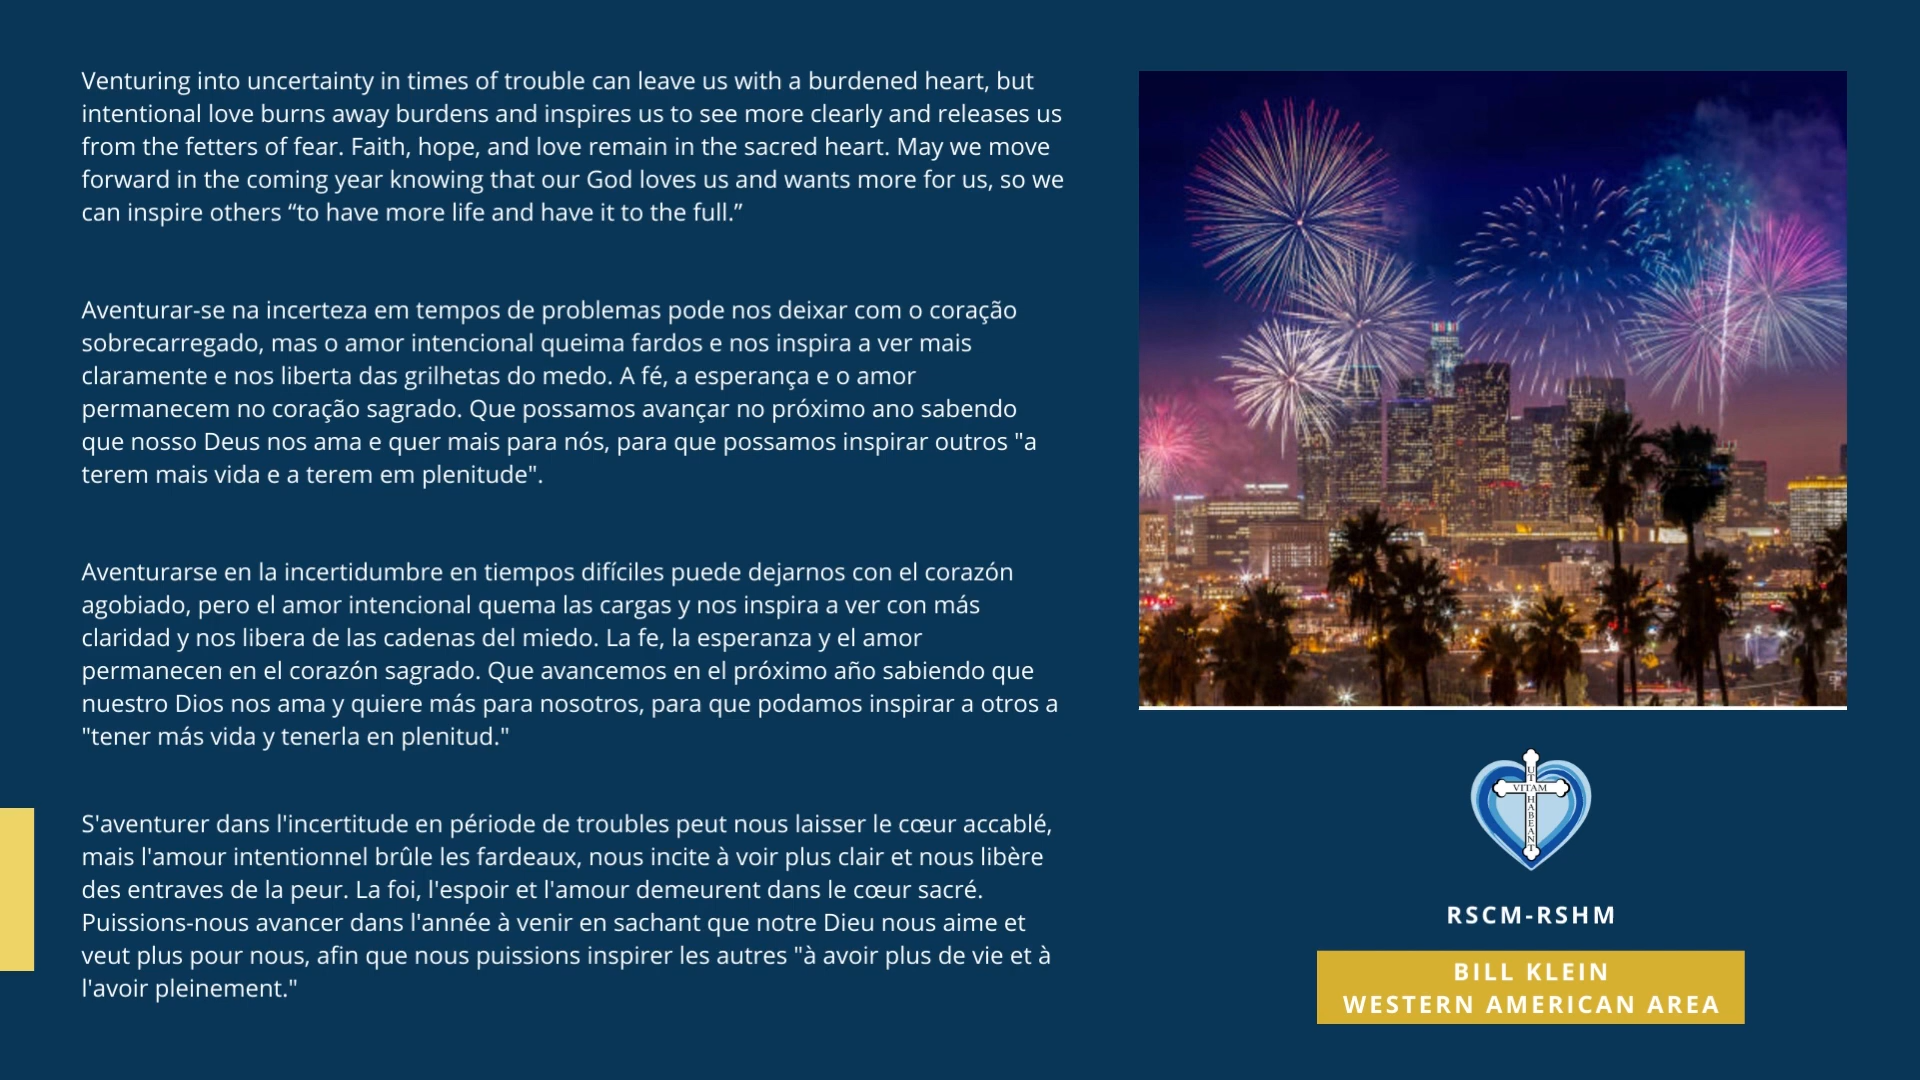 Venturing into uncertainty in times of trouble can leave us with a burdened heart, but
intentional love burns away burdens and inspires us to see more clearly and releases us
from the fetters of fear. Faith, hope, and love remain in the sacred heart. May we move
forward in the coming year knowing that our God loves us and wants more for us, so we
can inspire others “to have more life and have it to the full.”
Aventurar-se na incerteza em tempos de problemas pode nos deixar com o coração
sobrecarregado, mas o amor intencional queima fardos e nos inspira a ver mais
claramente e nos liberta das grilhetas do medo. A fé, a esperança e o amor
permanecem no coração sagrado. Que possamos avançar no próximo ano sabendo
que nosso Deus nos ama e quer mais para nós, para que possamos inspirar outros "a
terem mais vida e a terem em plenitude".
Aventurarse en la incertidumbre en tiempos difíciles puede dejarnos con el corazón
agobiado, pero el amor intencional quema las cargas y nos inspira a ver con más
claridad y nos libera de las cadenas del miedo. La fe, la esperanza y el amor
permanecen en el corazón sagrado. Que avancemos en el próximo año sabiendo que
nuestro Dios nos ama y quiere más para nosotros, para que podamos inspirar a otros a
"tener más vida y tenerla en plenitud."
S'aventurer dans l'incertitude en période de troubles peut nous laisser le cœur accablé,
mais l'amour intentionnel brûle les fardeaux, nous incite à voir plus clair et nous libère
des entraves de la peur. La foi, l'espoir et l'amour demeurent dans le cœur sacré.
Puissions-nous avancer dans l'année à venir en sachant que notre Dieu nous aime et
veut plus pour nous, afin que nous puissions inspirer les autres "à avoir plus de vie et à
l'avoir pleinement."
UT
VITAM
HABEANT
RSCM-RSHM
BILL KLEIN
WESTERN AMERICAN AREA